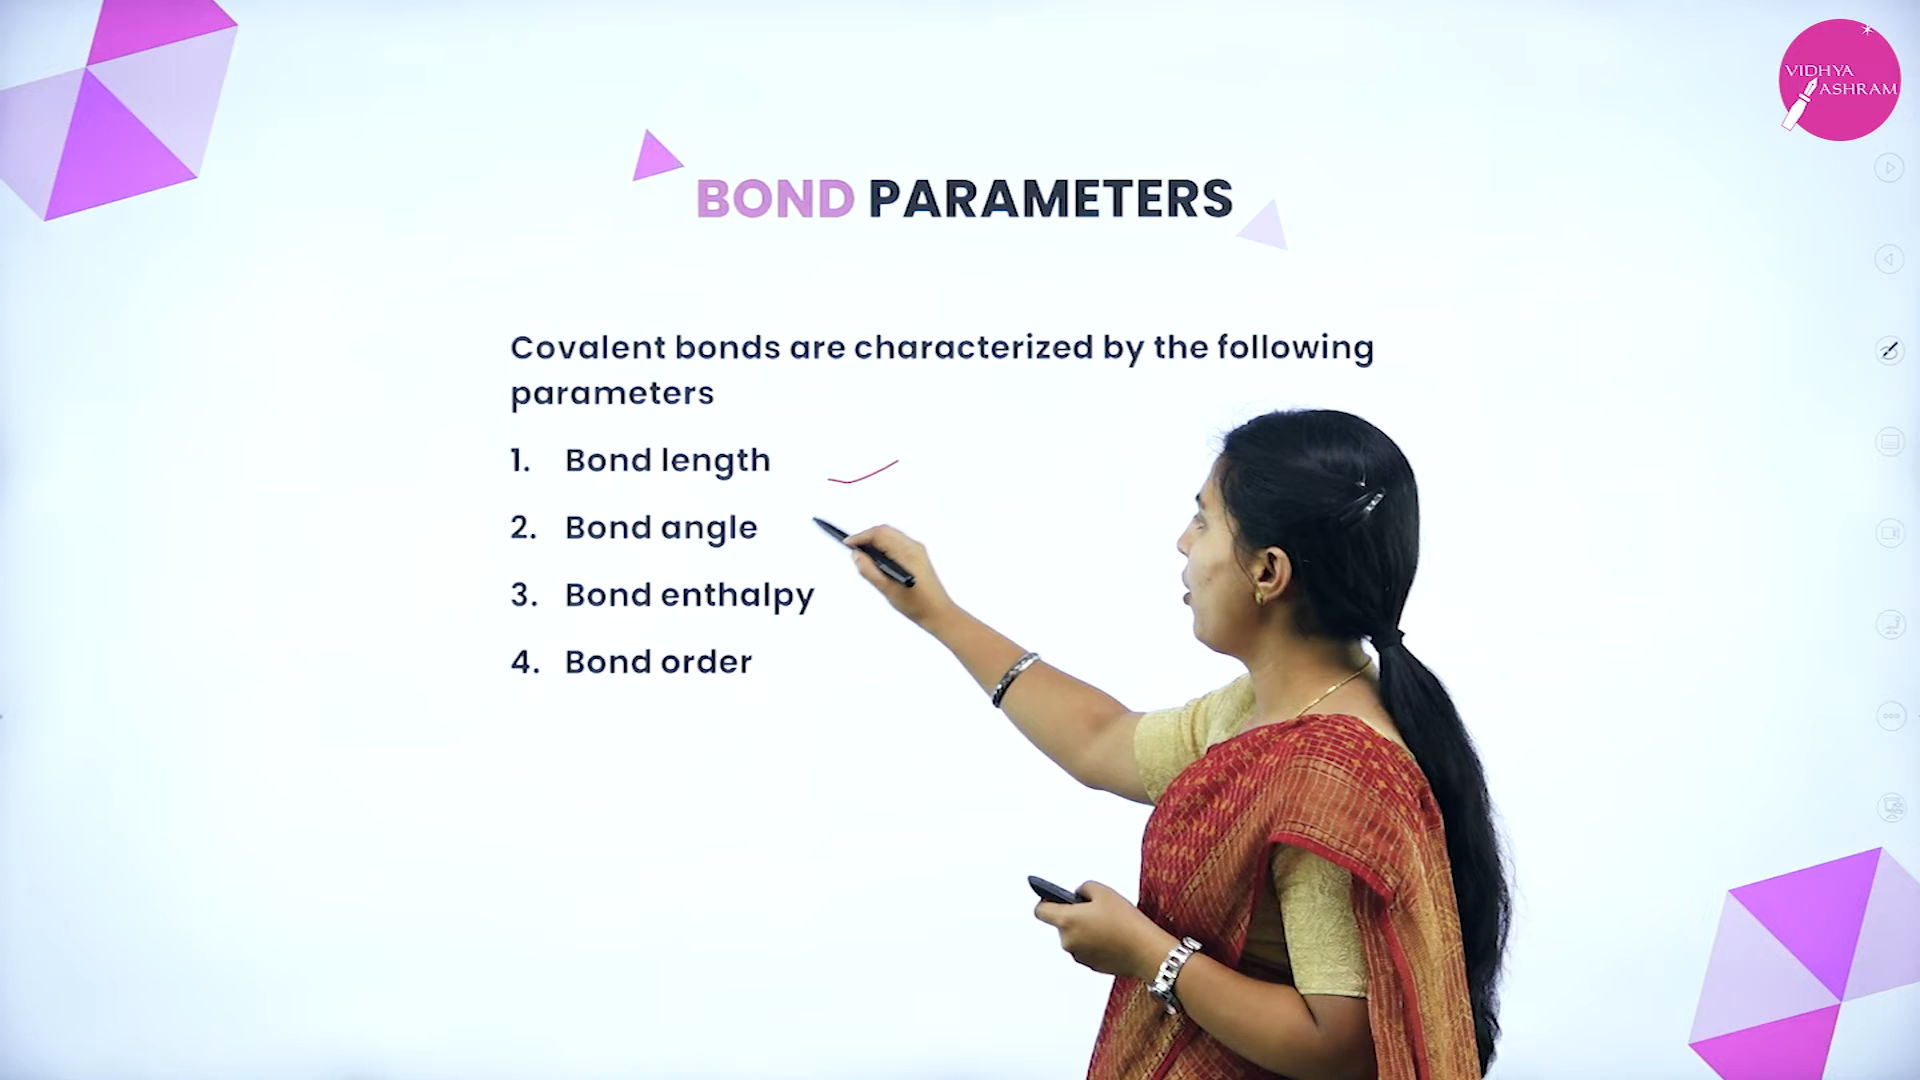 VIDHYA
ASHRAM
BOND PARAMETERS
Covalent bonds are characterized by the following
parameters
1. Bond length
2. Bond angle
3. Bond enthalpy
4. Bond order